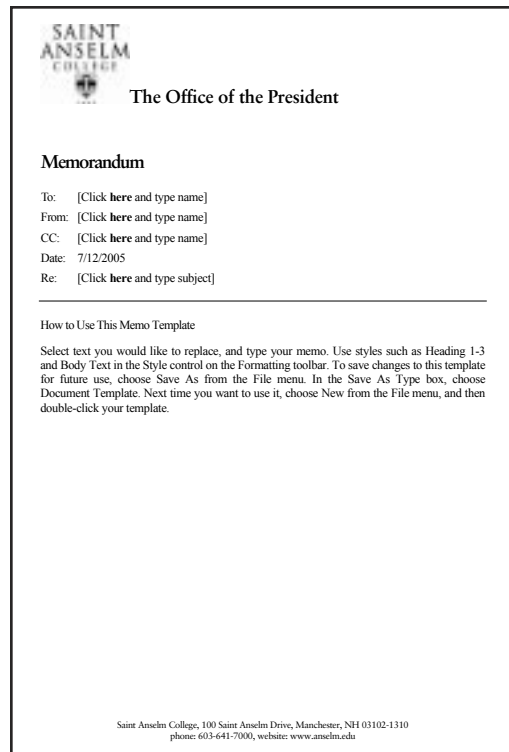 SAINT
ANSELM
COLLEGE
The Office of the President
Memorandum
To: [Click here and type name]
From: [Click here and type name]
CC: [Click here and type name]
Date: 7/12/2005
Re: [Click here and type subject]
How to Use This Memo Template
Select text you would like to replace, and type your memo. Use styles such as Heading 1-3
and Body Text in the Style control on the Formatting toolbar. To save changes to this template
for future use, choose Save As from the File menu. In the Save As Type box, choose
Document Template. Next time you want to use it, choose New from the File menu, and then
double-click your template.
Saint Anselm College, 100 Saint Anselm Drive, Manchester, NH 03102-1310
phone: 603-641-7000, website: www.anselm.edu